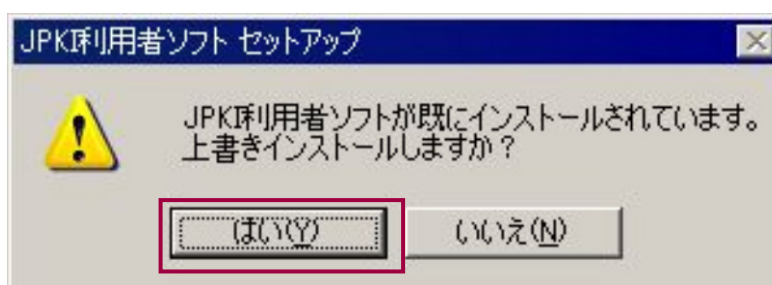 JPKI利用者ソフト セットアップ
JPKI利用者ソフトが既にインストールされています。
上書きインストールしますか？
はい(Y)
いいえ(N)